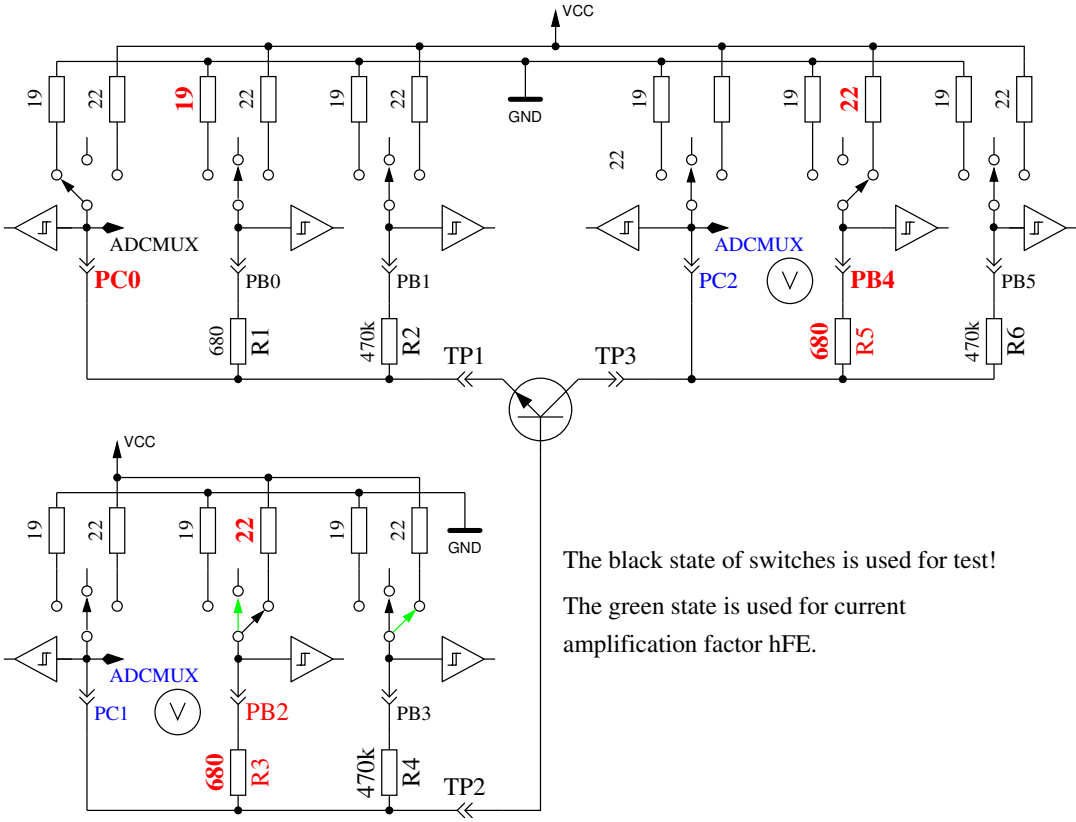 VCC
19
22
19
22
19
22
GND
19
22
19
22
19
22
ADCMUX
PC0
PB0
PB1
ADCMUX
PC2
V
PB4
PB5
680
R1
470k
R2
TP1
TP3
680
R5
470k
R6
VCC
19
22
19
22
19
22
GND
The black state of switches is used for test!
The green state is used for current
amplification factor hFE.
ADCMUX
PC1
V
PB2
PB3
680
R3
470k
R4
TP2